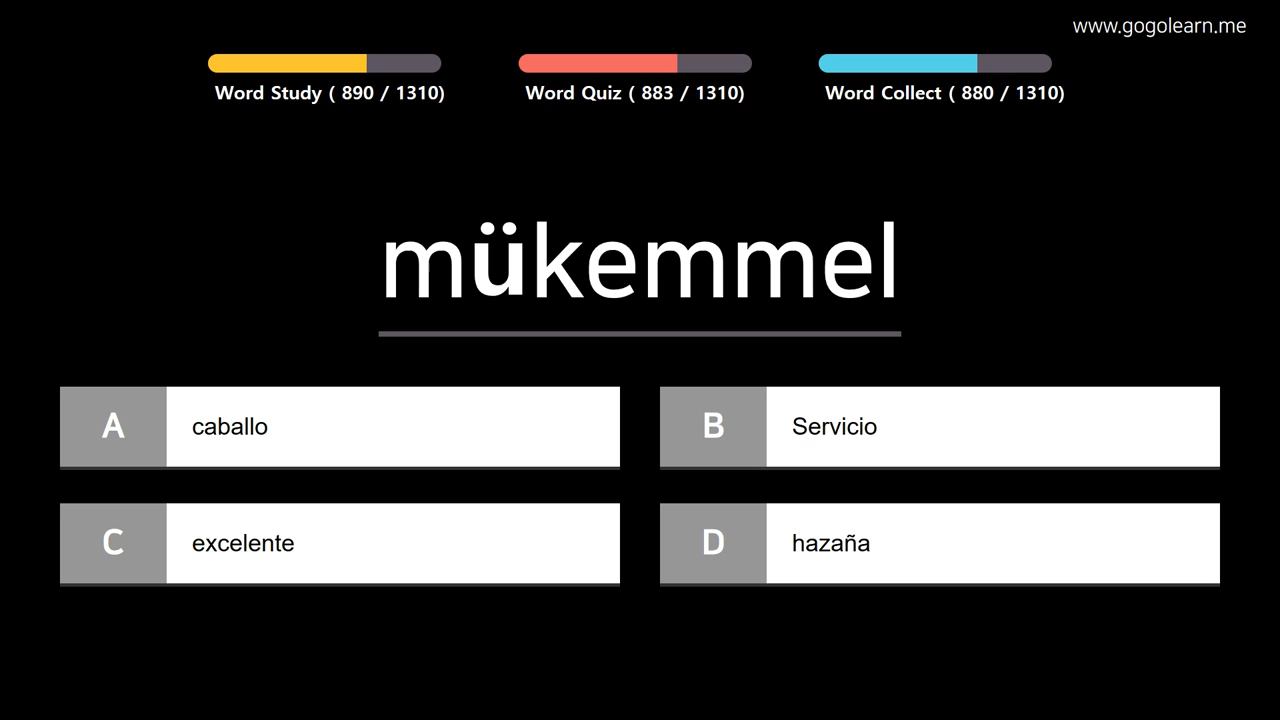 www.gogolearn.me
Word Study ( 890 / 1310)
Word Quiz ( 883 / 1310)
Word Collect ( 880 / 1310)
mükemmel
A caballo
B Servicio
C excelente
D hazaña